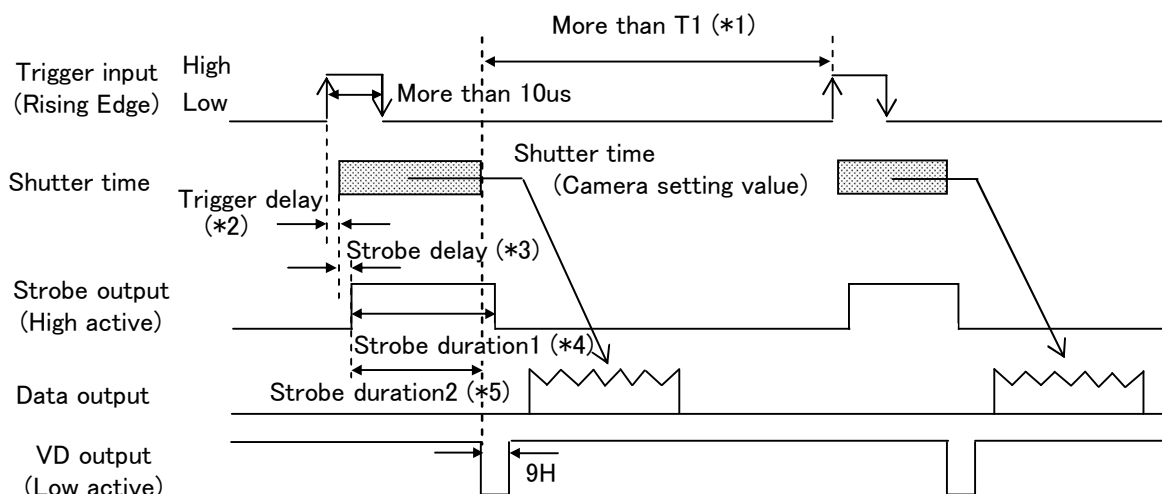 More than T1 (*1)
Trigger input
(Rising Edge)
High
Low
More than 10us
Shutter time
Shutter time
(Camera setting value)
Trigger delay
(*2)
Strobe delay (*3)
Strobe output
(High active)
Strobe duration1 (*4)
Strobe duration2 (*5)
Data output
VD output
(Low active)
9H